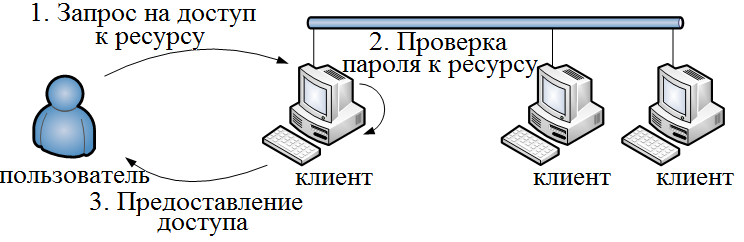 1. Запрос на доступ
к ресурсу
2. Проверка
пароля к ресурсу
пользователь
клиент
клиент
клиент
3. Предоставление
доступа